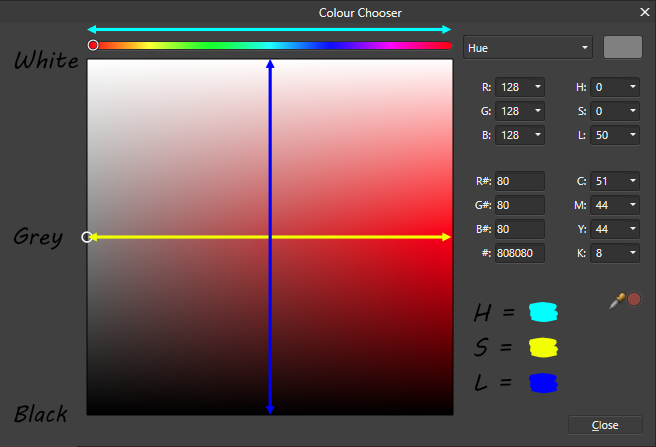 Colour Chooser
White
Hue
R: 128 H: 0
G: 128 S: 0
B: 128 L: 50
R#: 80 C: 51
Grey
G#: 80 M: 44
B#: 80 Y: 44
#: 808080 K: 8
H =
S =
L =
Black
Close